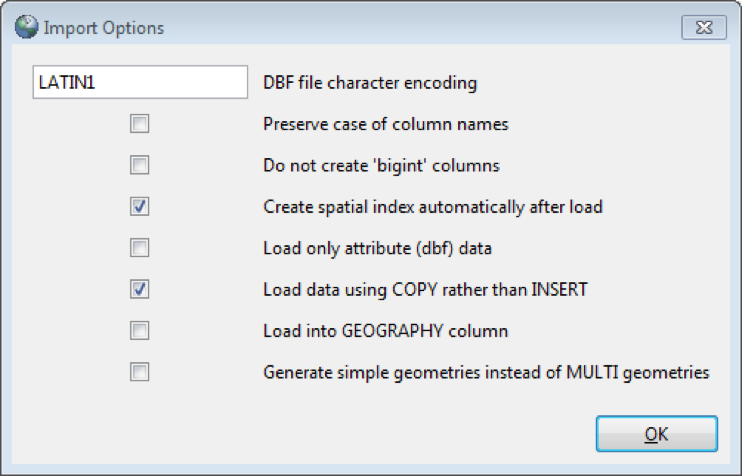 Import Options
LATIN1 DBF file character encoding
Preserve case of column names
Do not create 'bigint' columns
Create spatial index automatically after load
Load only attribute (dbf) data
Load data using COPY rather than INSERT
Load into GEOGRAPHY column
Generate simple geometries instead of MULTI geometries
OK